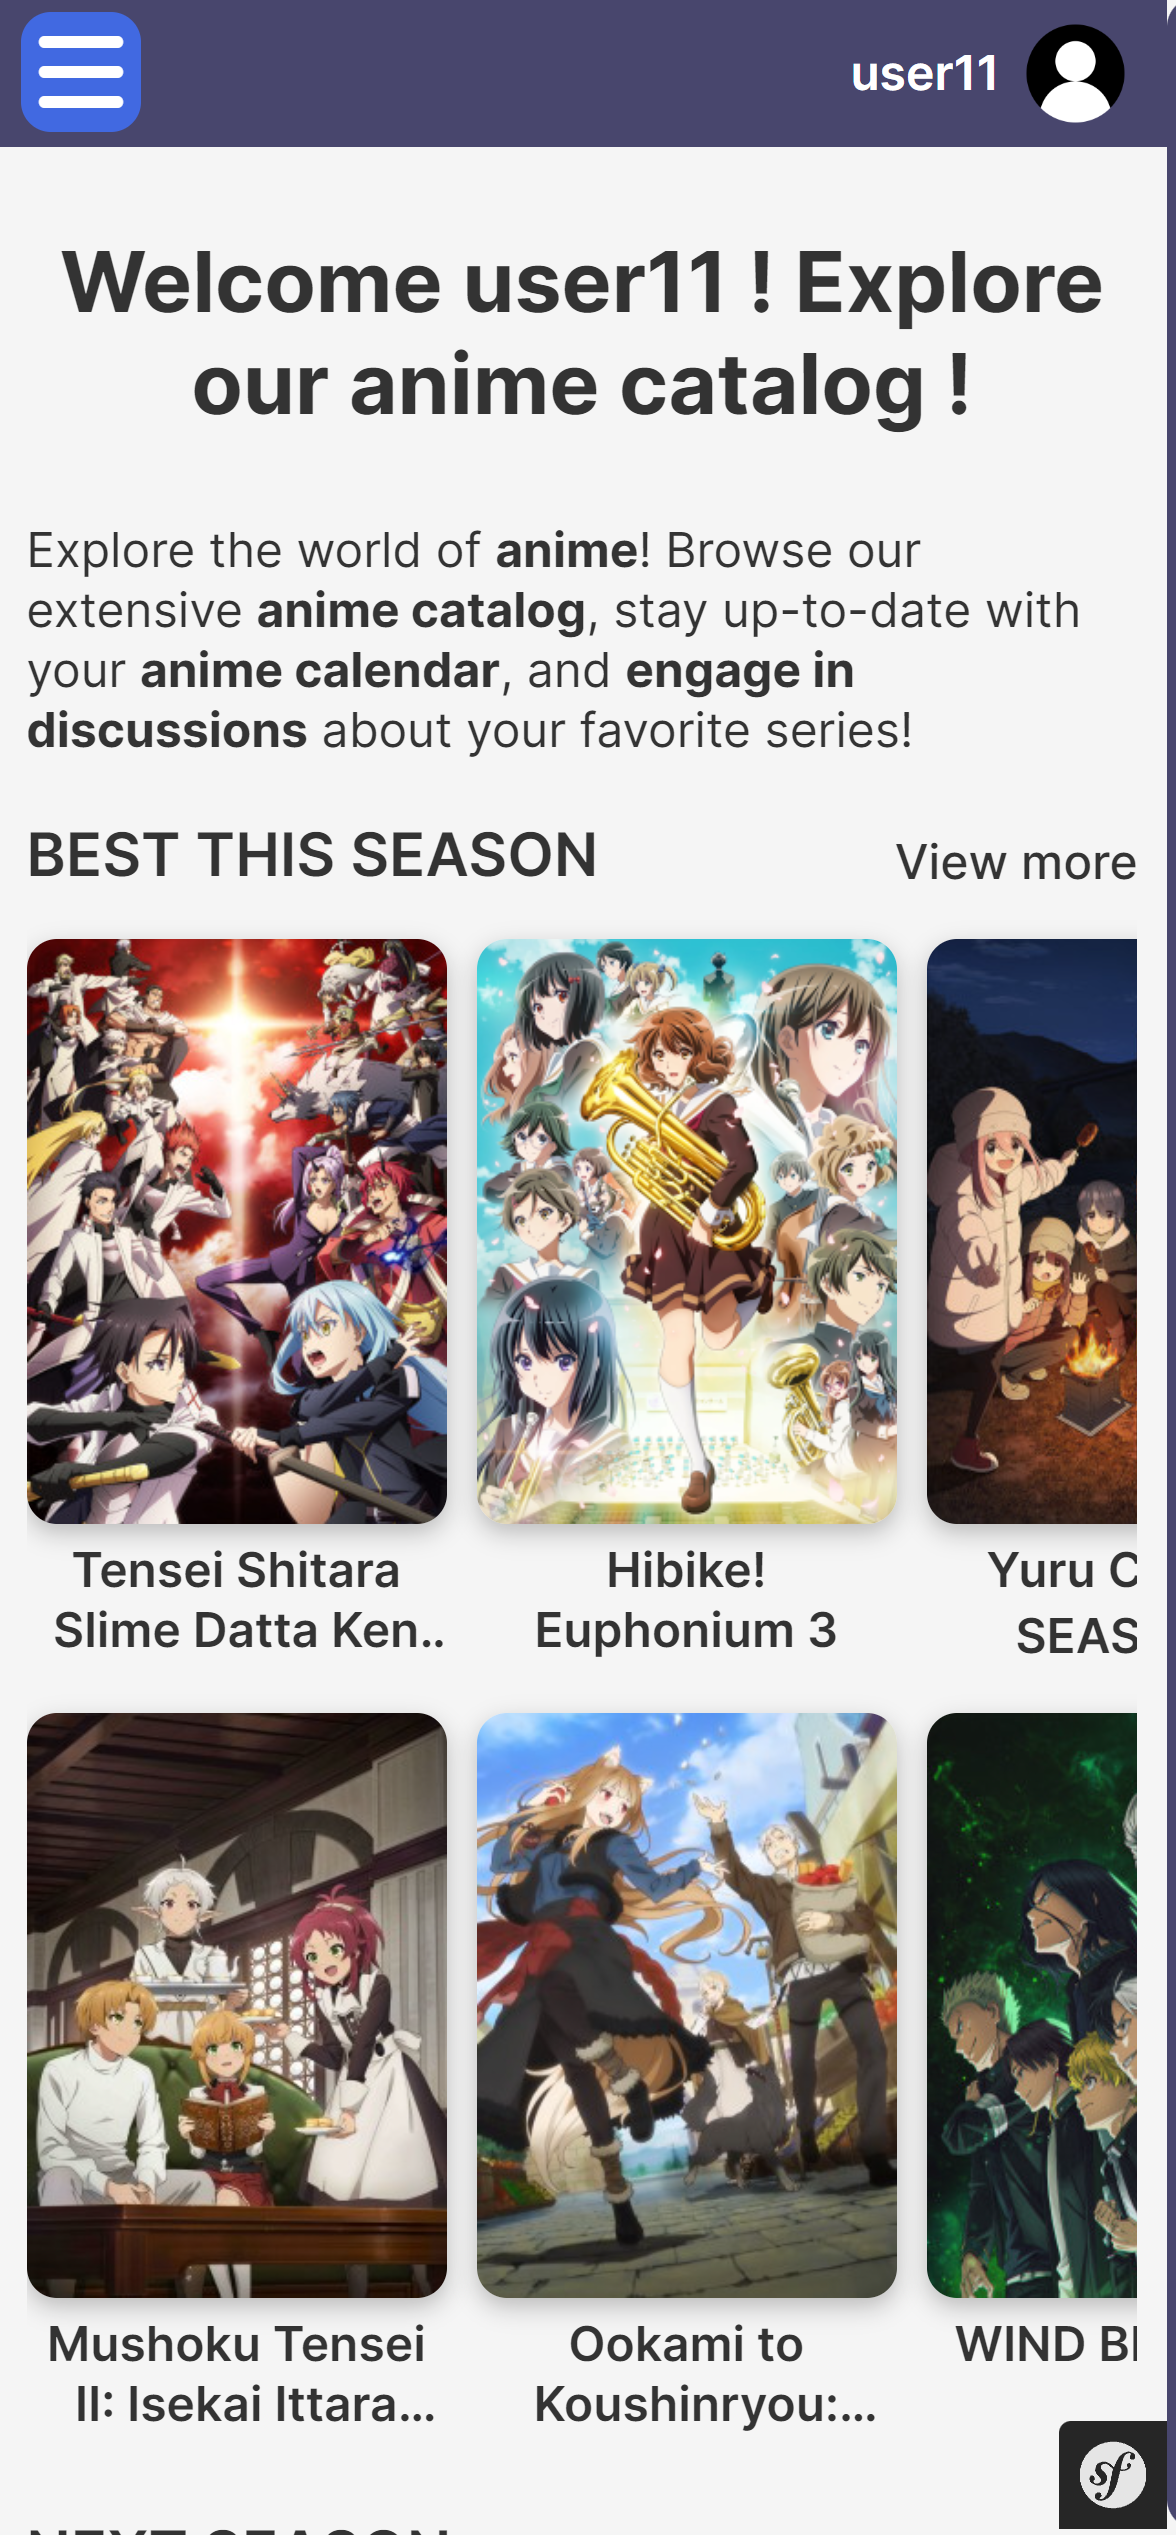 user11
Welcome user11 ! Explore
our anime catalog !
Explore the world of anime! Browse our
extensive anime catalog, stay up-to-date with
your anime calendar, and engage in
discussions about your favorite series!
BEST THIS SEASON
View more
Tensei Shitara
Slime Datta Ken..
Hibike!
Euphonium 3
Yuru C
SEAS
Mushoku Tensei
II: Isekai Ittara...
Ookami to
Koushinryou:...
WIND
sf
NEXT SEASON